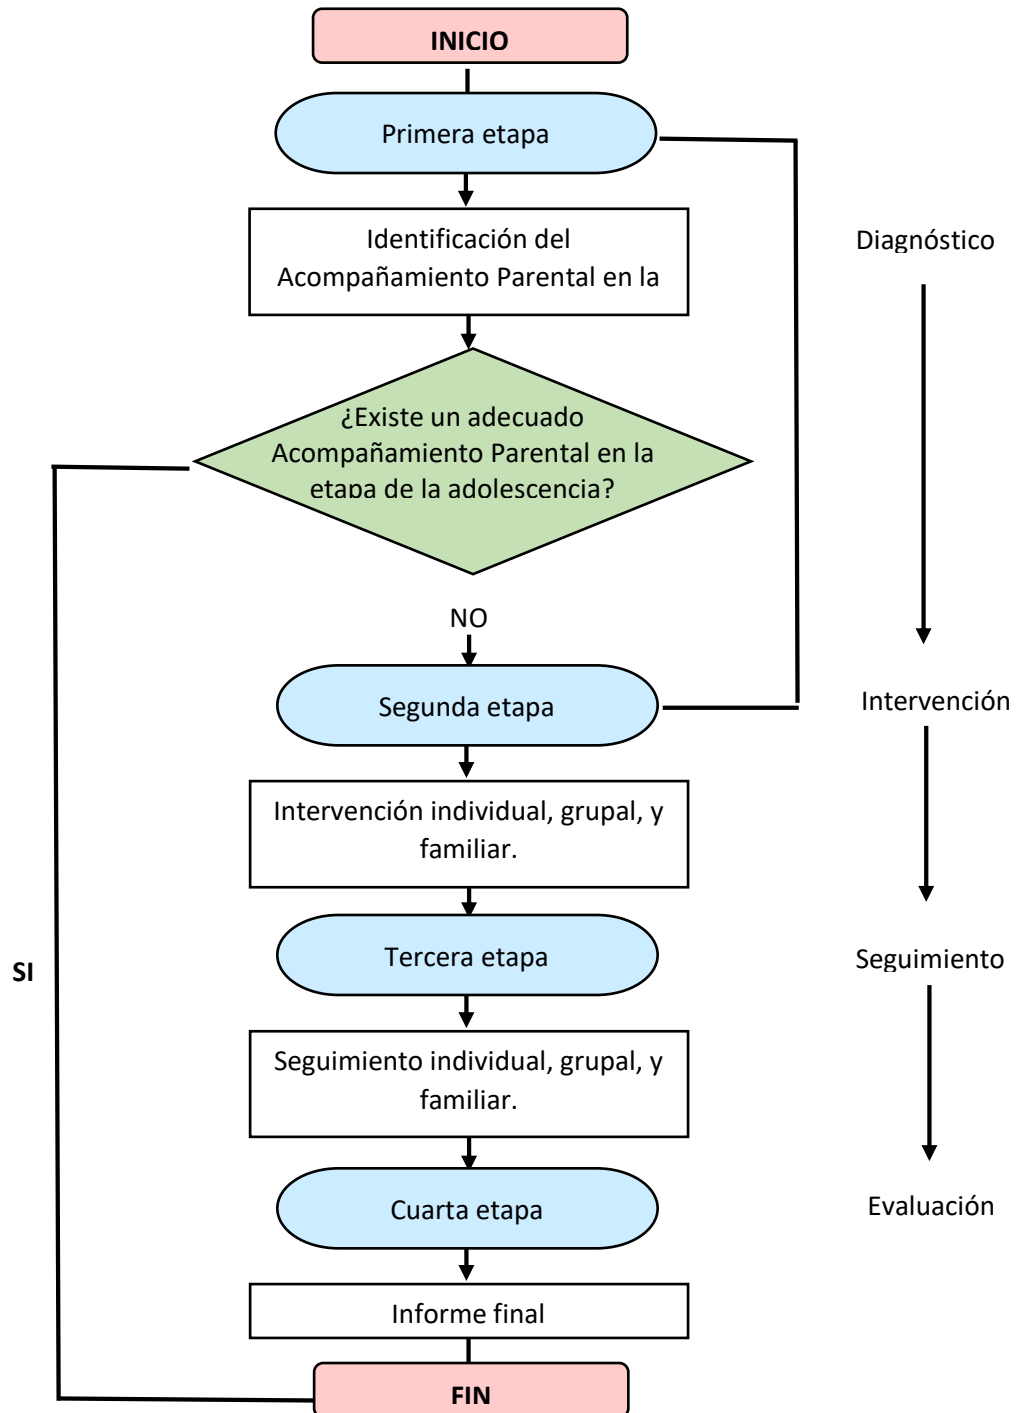 INICIO
Primera etapa
Identificación del
Acompañamiento Parental en la
Diagnóstico
¿Existe un adecuado
Acompañamiento Parental en la
etapa de la adolescencia?
NO
Segunda etapa
Intervención
Intervención individual, grupal, y
familiar.
Tercera etapa
Seguimiento
SI
Seguimiento individual, grupal, y
familiar.
Cuarta etapa
Evaluación
Informe final
FIN